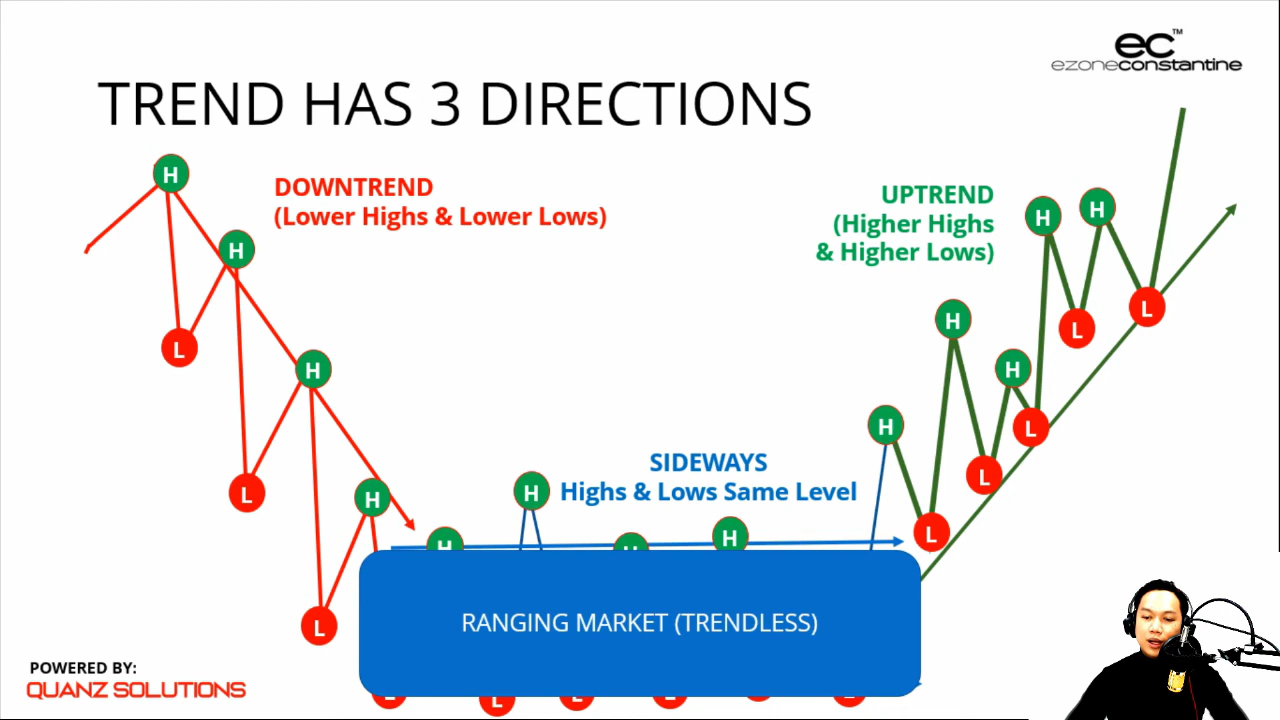 ec™
ezoneconstantine
TREND HAS 3 DIRECTIONS
H
DOWNTREND
(Lower Highs & Lower Lows)
UPTREND
(Higher Highs
& Higher Lows)
H
H
H
L
H
L
H
H
L
L
H
H
L
SIDEWAYS
Highs & Lows Same Level
H
L
L
H
H
H
H
L
H
L
RANGING MARKET (TRENDLESS)
POWERED BY:
QUANZ SOLUTIONS
L
L
L